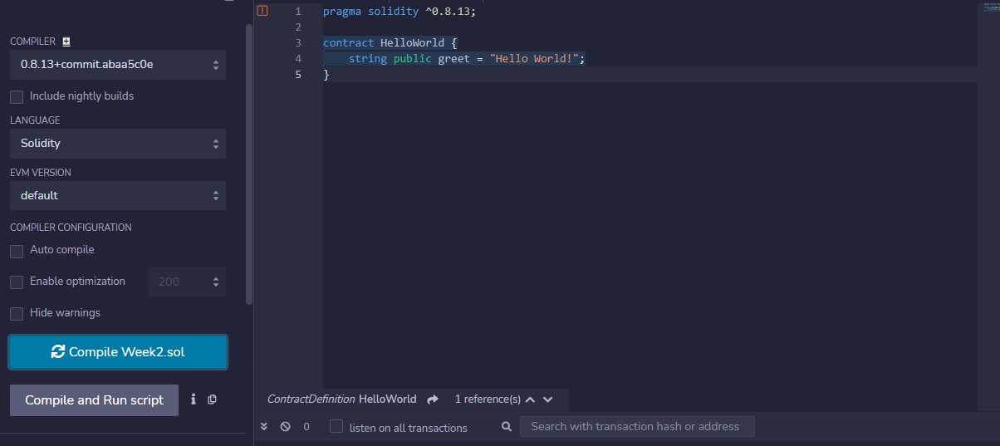 COMPILER
0.8.13+commit.abaa5c0e
Include nightly builds
LANGUAGE
Solidity
EVM VERSION
default
COMPILER CONFIGURATION
Auto compile
Enable optimization 200
Hide warnings
Compile Week2.sol
Compile and Run script
1 pragma solidity ^0.8.13;
2
3 contract HelloWorld {
4     string public greet = "Hello World!";
5 }
ContractDefinition HelloWorld 1 reference(s)
0 listen on all transactions Search with transaction hash or address